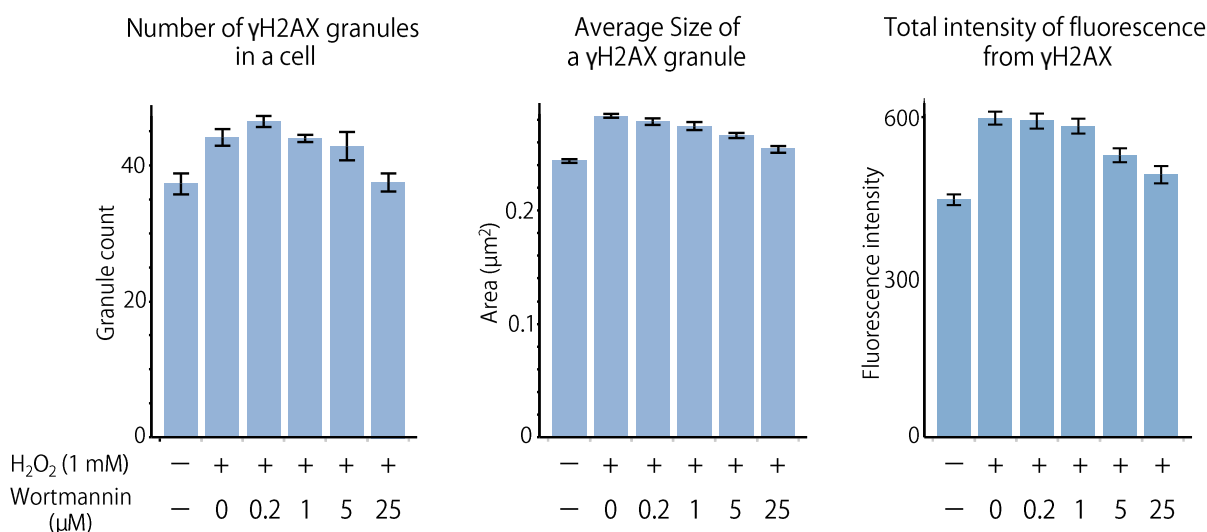 Number of γH2AX granules
in a cell
Granule count
40
20
0
Average Size of
a γH2AX granule
Area (μm²)
0.2
0.1
0
Total intensity of fluorescence
from γH2AX
Fluorescence intensity
600
300
0
H₂O₂ (1 mM) − + + + + + − + + + + + − + + + + +
Wortmannin
(μM) − 0 0.2 1 5 25 − 0 0.2 1 5 25 − 0 0.2 1 5 25